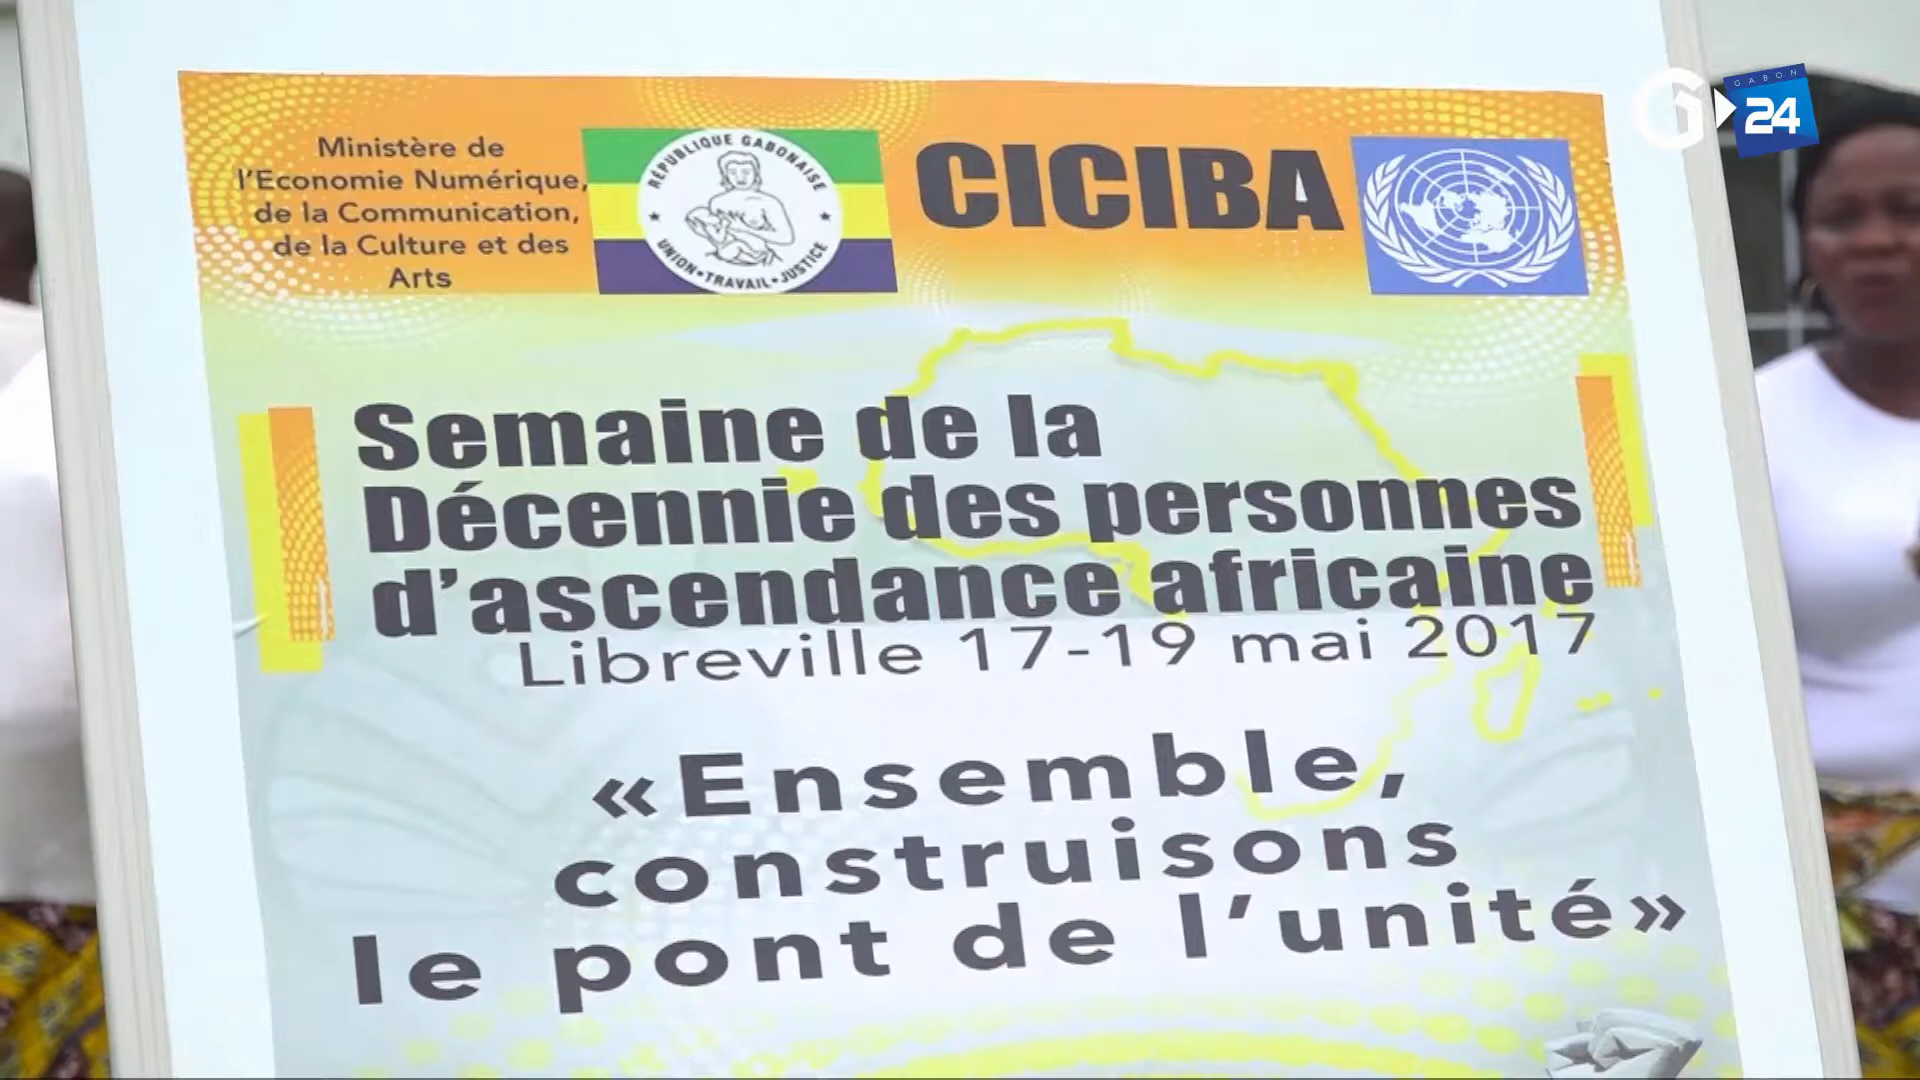 Ministère de
l'Economie Numérique,
de la Communication,
de la Culture et des
Arts
RÉPUBLIQUE GABONAISE
UNION • TRAVAIL • JUSTICE
CICIBA
GABON
G 24
Semaine de la
Décennie des personnes
d'ascendance africaine
Libreville 17-19 mai 2017
«Ensemble,
construisons
le pont de l'unité»